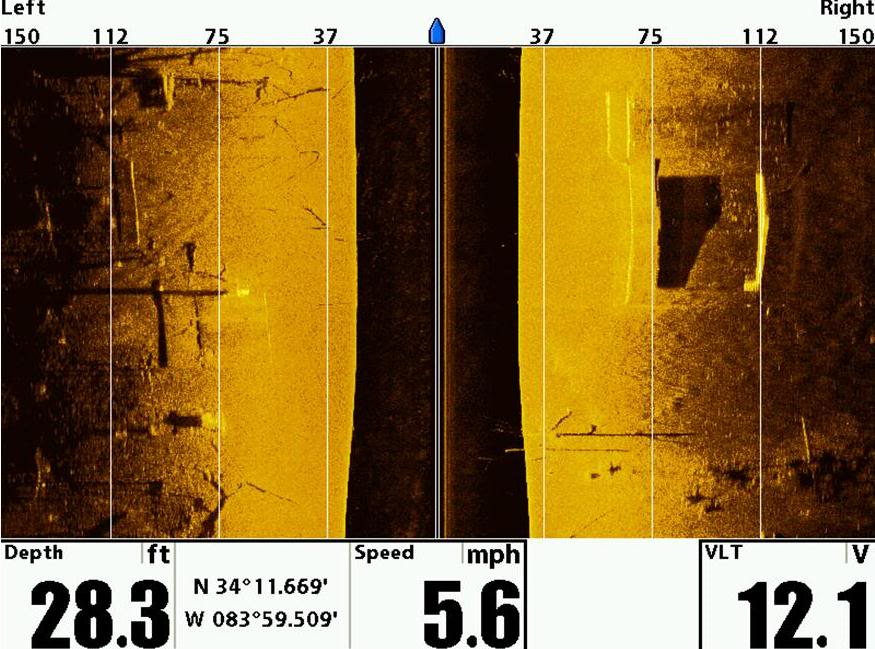 Left Right
150 112 75 37 37 75 112 150
Depth ft Speed mph VLT V
N 34°11.669'
W 083°59.509'
28.3 5.6 12.1